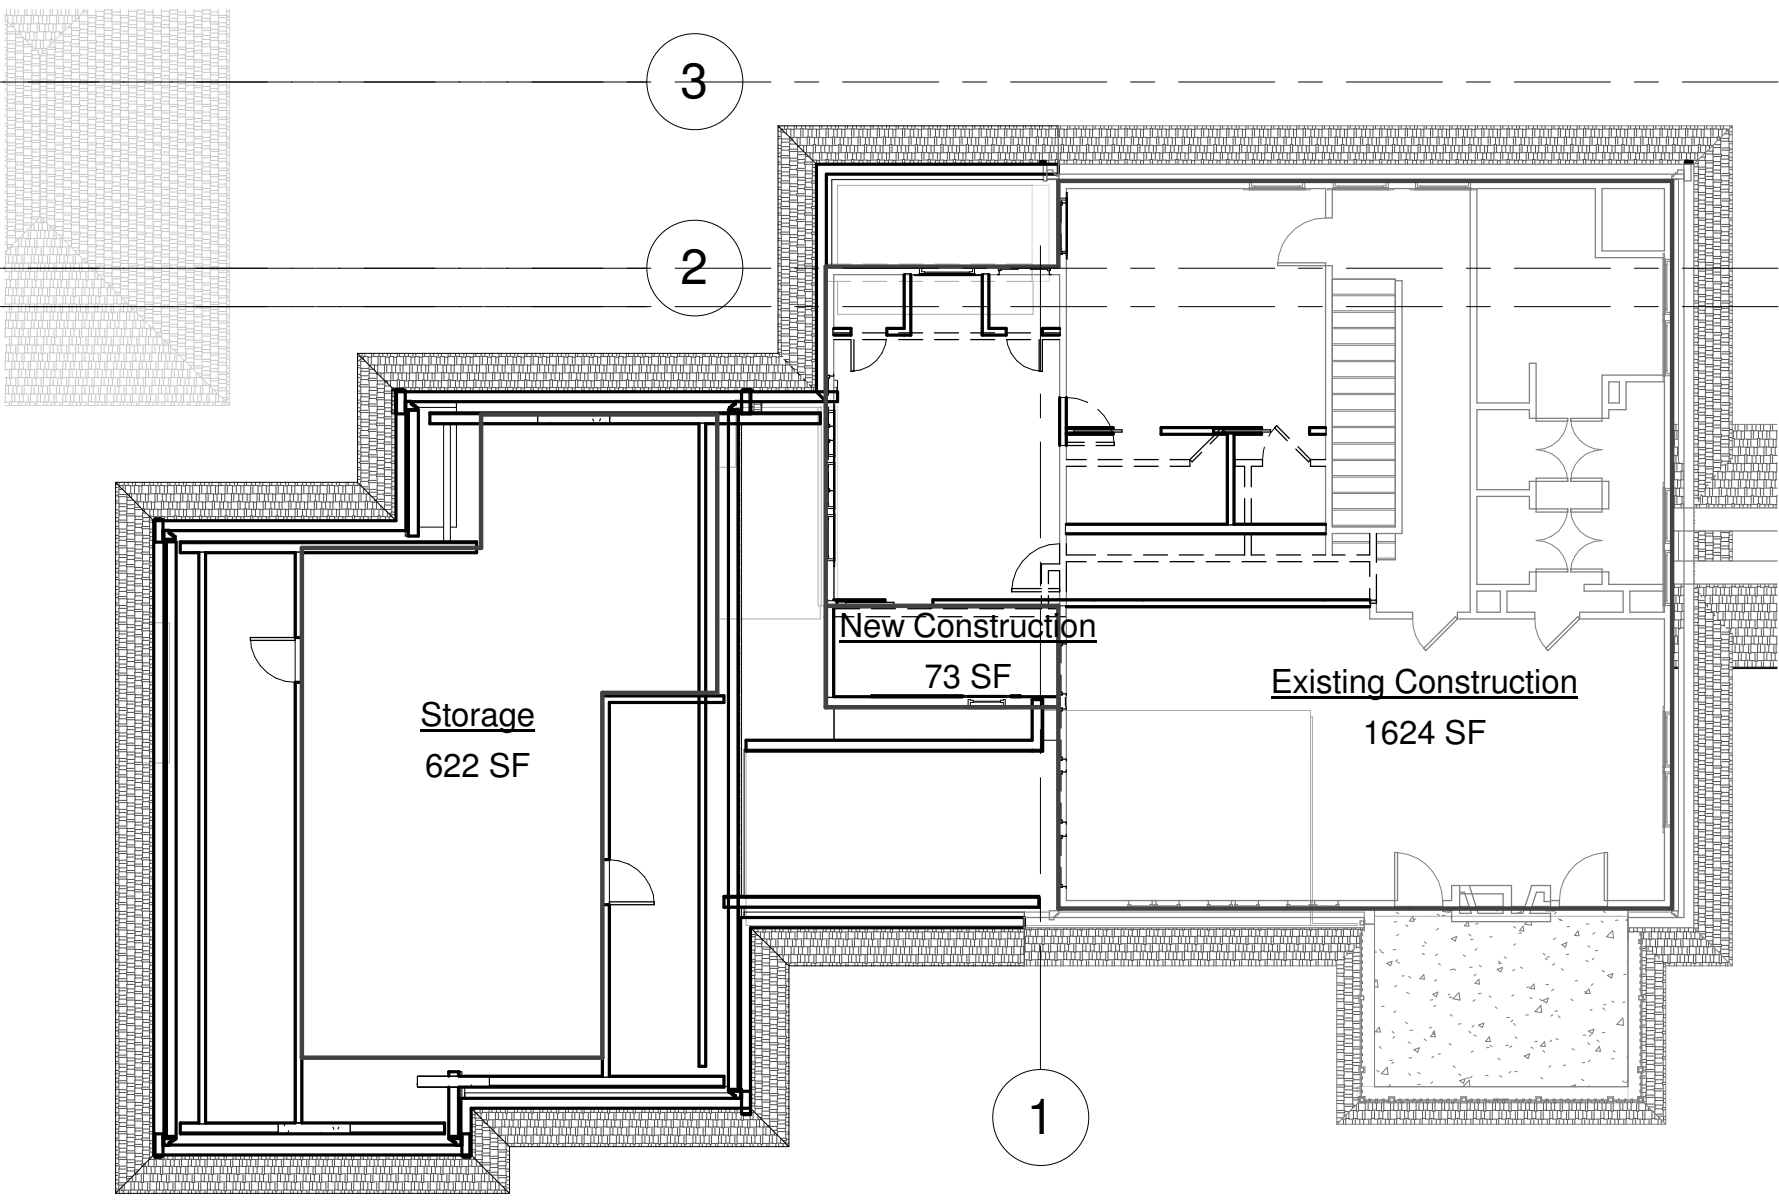 3
2
New Construction
73 SF
Existing Construction
1624 SF
Storage
622 SF
1